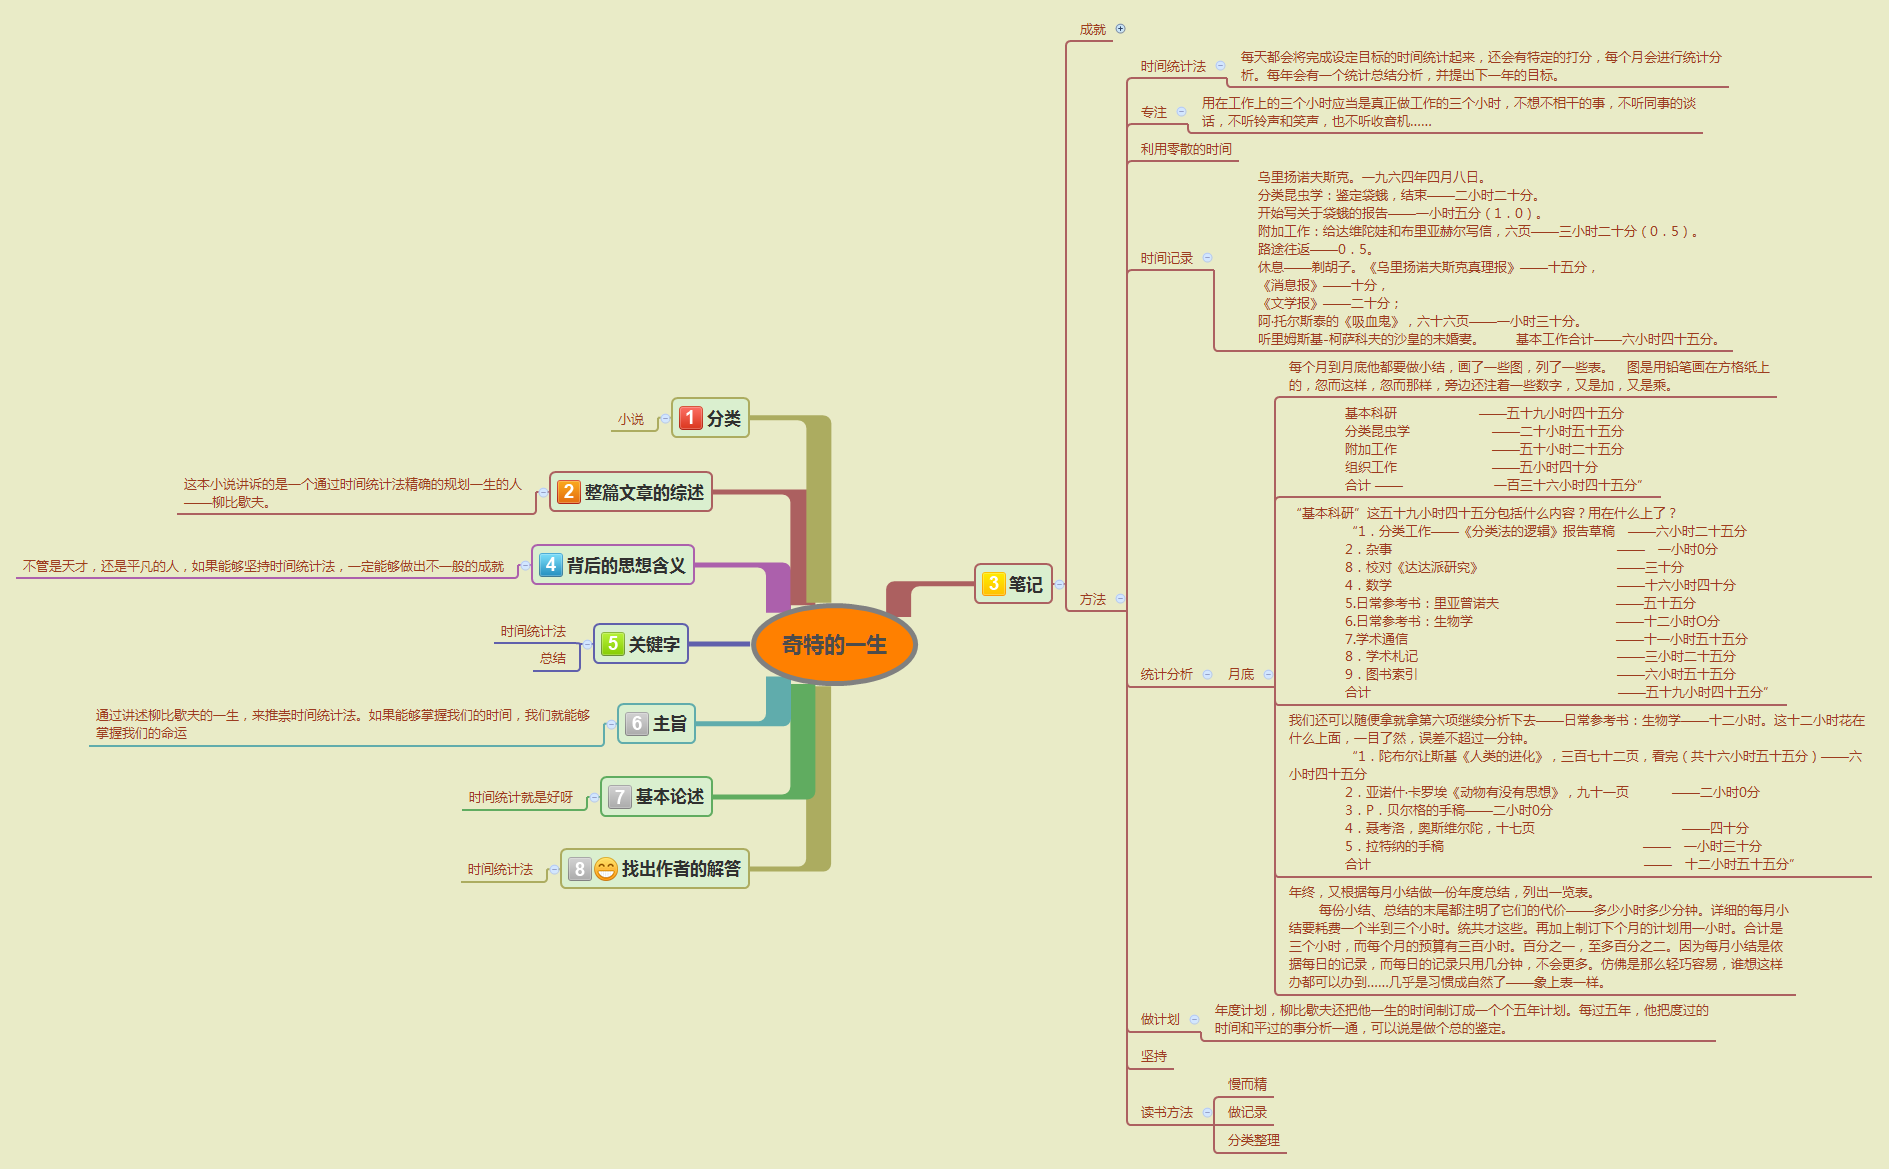 奇特的一生
1 分类
小说
2 整篇文章的综述
这本小说讲诉的是一个通过时间统计法精确的规划一生的人
——柳比歇夫。
4 背后的思想含义
不管是天才，还是平凡的人，如果能够坚持时间统计法，一定能够做出不一般的成就
5 关键字
时间统计法
总结
6 主旨
通过讲述柳比歇夫的一生，来推崇时间统计法。如果能够掌握我们的时间，我们就能够
掌握我们的命运
7 基本论述
时间统计就是好呀
8 找出作者的解答
时间统计法
3 笔记
成就
方法
时间统计法
每天都会将完成设定目标的时间统计起来，还会有特定的打分，每个月会进行统计分
析。每年会有一个统计总结分析，并提出下一年的目标。
专注
用在工作上的三个小时应当是真正做工作的三个小时，不想不相干的事，不听同事的谈
话，不听铃声和笑声，也不听收音机……
利用零散的时间
时间记录
乌里扬诺夫斯克。一九六四年四月八日。
分类昆虫学：鉴定袋蛾，结束——二小时二十分。
开始写关于袋蛾的报告——一小时五分（1．0）。
附加工作：给达维陀娃和布里亚赫尔写信，六页——三小时二十分（0．5）。
路途往返——0．5。
休息——剃胡子。《乌里扬诺夫斯克真理报》——十五分，
《消息报》——十分，
《文学报》——二十分；
阿·托尔斯泰的《吸血鬼》，六十六页——一小时三十分。
听里姆斯基-柯萨科夫的沙皇的未婚妻。 基本工作合计——六小时四十五分。
统计分析
月底
每个月到月底他都要做小结，画了一些图，列了一些表。 图是用铅笔画在方格纸上
的，忽而这样，忽而那样，旁边还注着一些数字，又是加，又是乘。
基本科研 ——五十九小时四十五分
分类昆虫学 ——二十小时五十五分
附加工作 ——五十小时二十五分
组织工作 ——五小时四十分
合计 —— 一百三十六小时四十五分”
“基本科研”这五十九小时四十五分包括什么内容？用在什么上了？
“1．分类工作——《分类法的逻辑》报告草稿 ——六小时二十五分
2．杂事 —— 一小时0分
8．校对《达达派研究》 ——三十分
4．数学 ——十六小时四十分
5.日常参考书：里亚曾诺夫 ——五十五分
6.日常参考书：生物学 ——十二小时O分
7.学术通信 ——十一小时五十五分
8．学术札记 ——三小时二十五分
9．图书索引 ——六小时五十五分
合计 ——五十九小时四十五分”
我们还可以随便拿就拿第六项继续分析下去——日常参考书：生物学——十二小时。这十二小时花在
什么上面，一目了然，误差不超过一分钟。
“1．陀布尔让斯基《人类的进化》，三百七十二页，看完（共十六小时五十五分）——六
小时四十五分
2．亚诺什·卡罗埃《动物有没有思想》，九十一页 ——二小时0分
3．P．贝尔格的手稿——二小时0分
4．聂考洛，奥斯维尔陀，十七页 ——四十分
5．拉特纳的手稿 —— 一小时三十分
合计 —— 十二小时五十五分”
年终，又根据每月小结做一份年度总结，列出一览表。
每份小结、总结的末尾都注明了它们的代价——多少小时多少分钟。详细的每月小
结要耗费一个半到三个小时。统共才这些。再加上制订下个月的计划用一小时。合计是
三个小时，而每个月的预算有三百小时。百分之一，至多百分之二。因为每月小结是依
据每日的记录，而每日的记录只用几分钟，不会更多。仿佛是那么轻巧容易，谁想这样
办都可以办到……几乎是习惯成自然了——象上表一样。
做计划
年度计划，柳比歇夫还把他一生的时间制订成一个个五年计划。每过五年，他把度过的
时间和平过的事分析一通，可以说是做个总的鉴定。
坚持
读书方法
慢而精
做记录
分类整理